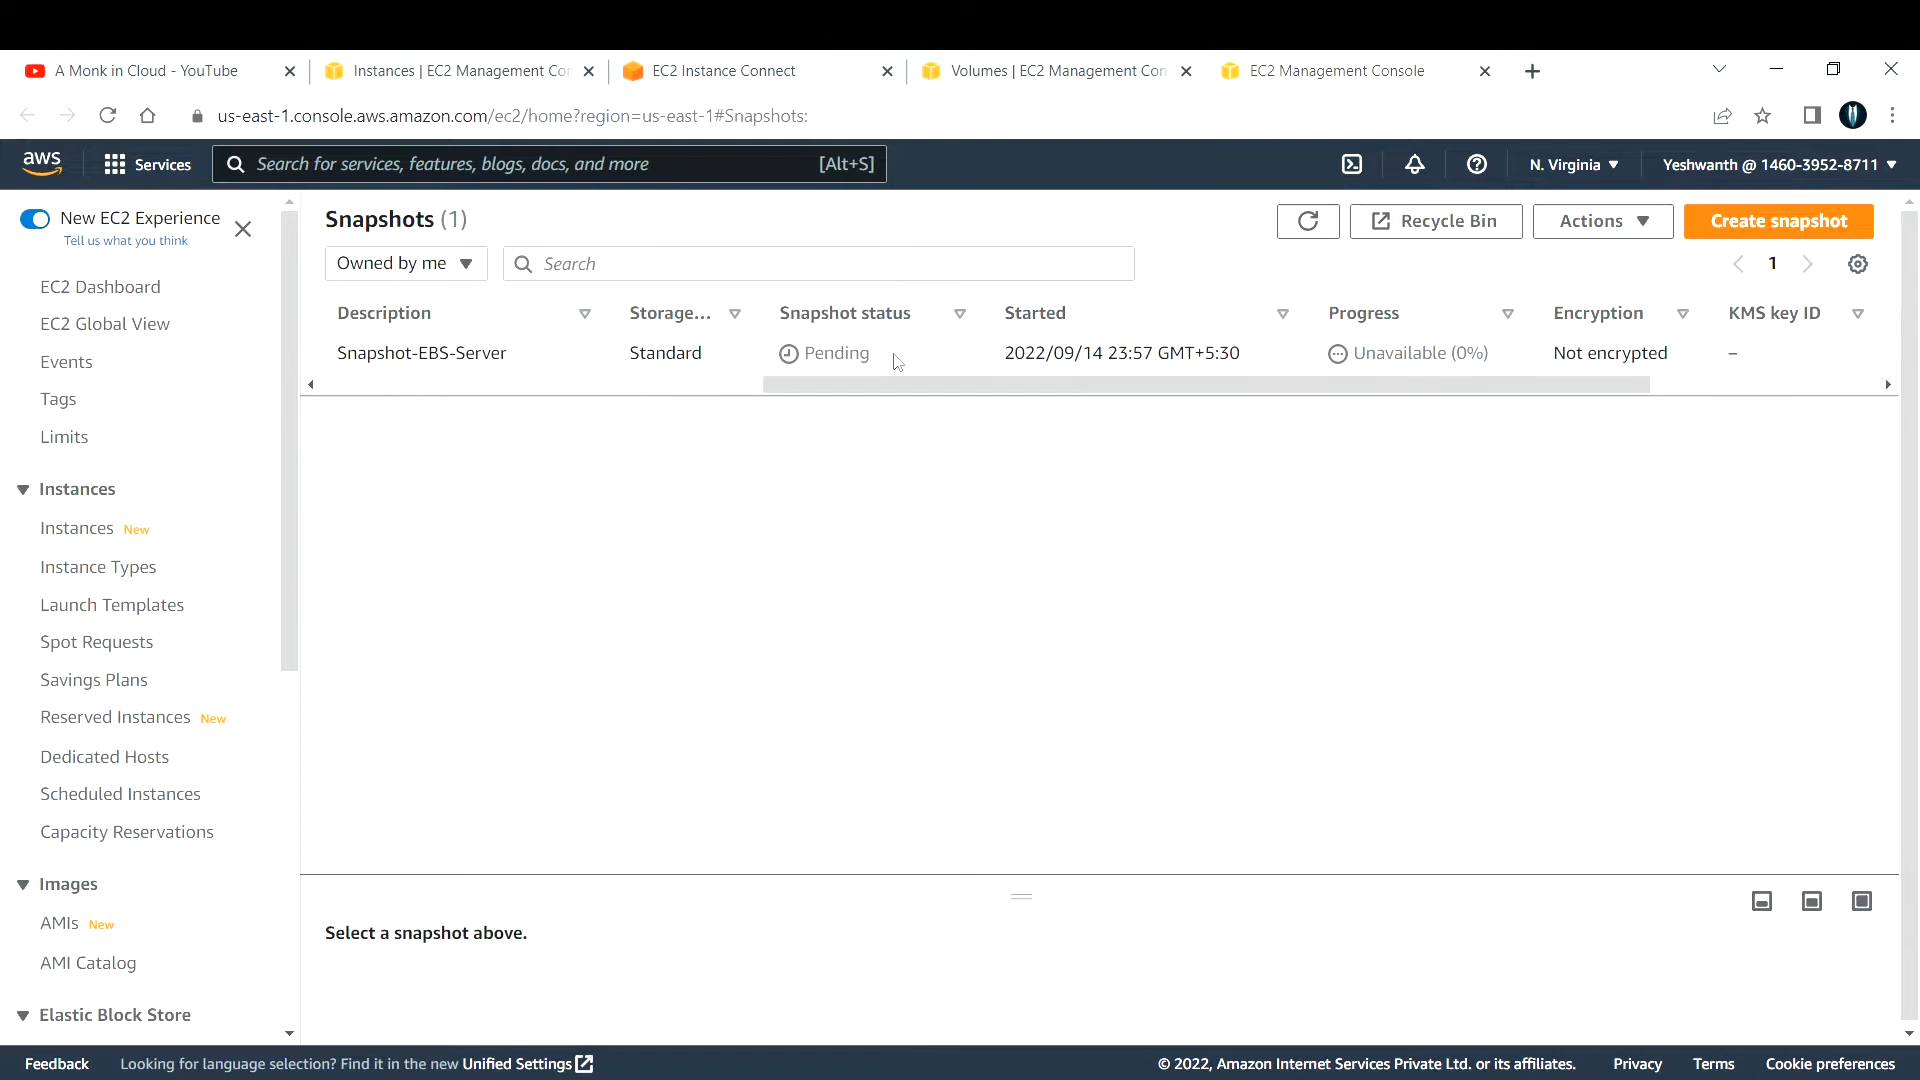 A Monk in Cloud - YouTube
Instances | EC2 Management Cor
EC2 Instance Connect
Volumes | EC2 Management Con
EC2 Management Console
us-east-1.console.aws.amazon.com/ec2/home?region=us-east-1#Snapshots:
aws
Services
Search for services, features, blogs, docs, and more
[Alt+S]
N. Virginia
Yeshwanth @ 1460-3952-8711
New EC2 Experience
Tell us what you think
EC2 Dashboard
EC2 Global View
Events
Tags
Limits
Instances
Instances New
Instance Types
Launch Templates
Spot Requests
Savings Plans
Reserved Instances New
Dedicated Hosts
Scheduled Instances
Capacity Reservations
Images
AMIs New
AMI Catalog
Elastic Block Store
Snapshots (1)
Recycle Bin
Actions
Create snapshot
Owned by me
Search
1
Description Storage... Snapshot status Started Progress Encryption KMS key ID
Snapshot-EBS-Server Standard Pending 2022/09/14 23:57 GMT+5:30 Unavailable (0%) Not encrypted –
Select a snapshot above.
Feedback
Looking for language selection? Find it in the new Unified Settings
© 2022, Amazon Internet Services Private Ltd. or its affiliates.
Privacy
Terms
Cookie preferences